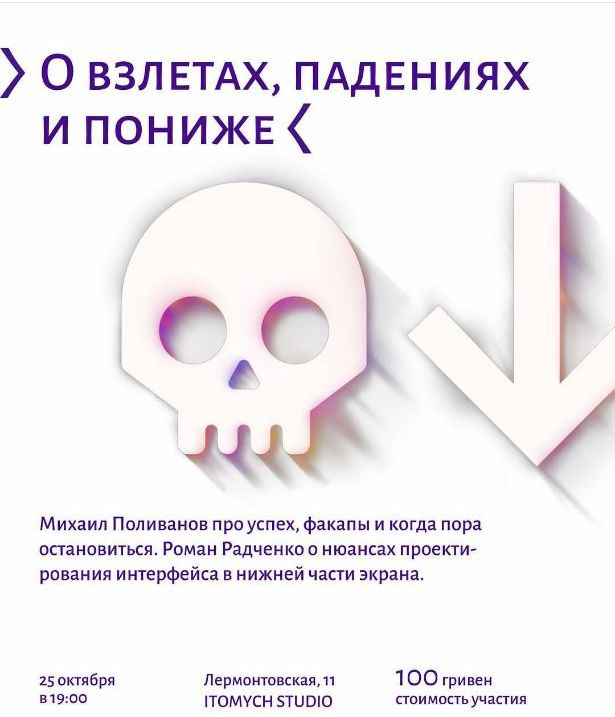 〉О ВЗЛЕТАХ, ПАДЕНИЯХ
И ПОНИЖЕ〈
Михаил Поливанов про успех, факапы и когда пора
остановиться. Роман Радченко о нюансах проекти-
рования интерфейса в нижней части экрана.
25 октября
в 19:00
Лермонтовская, 11
ITOMYCH STUDIO
100 гривен
стоимость участия